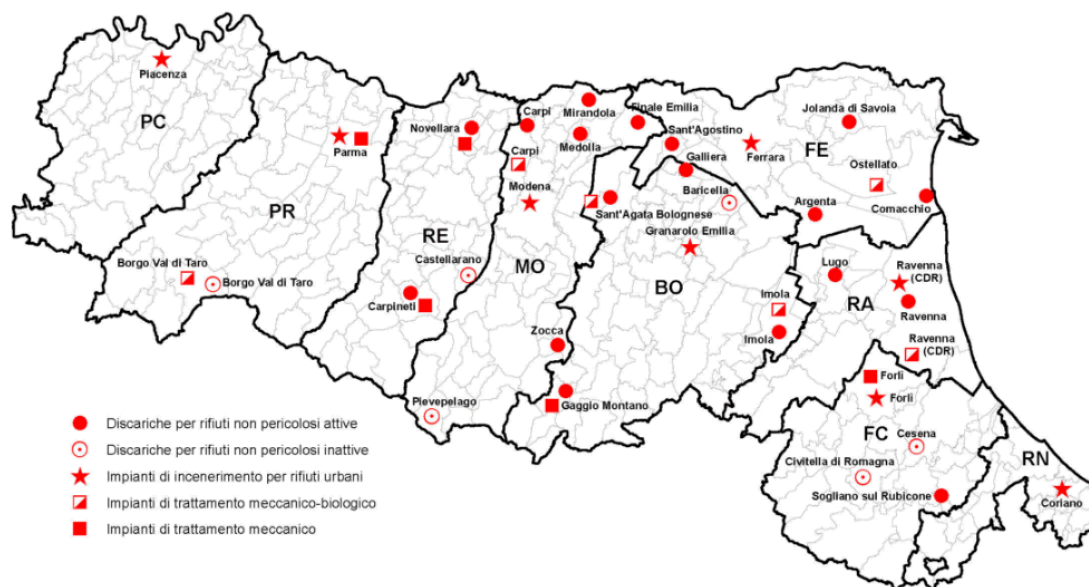 Piacenza
PC
Parma
PR
Borgo Val di Taro
Borgo Val di Taro
Novellara
RE
Castellarano
Carpineti
Carpi
Mirandola
Finale Emilia
Medolla
Carpi
Modena
MO
Zocca
Pievepelago
Sant'Agostino
Galliera
Baricella
Sant'Agata Bolognese
Granarolo Emilia
BO
Imola
Imola
Gaggio Montano
Jolanda di Savoia
FE
Ferrara
Ostellato
Argenta
Comacchio
Lugo
Ravenna
(CDR)
RA
Ravenna
Ravenna
(CDR)
Forlì
Forlì
FC
Cesena
Civitella di Romagna
Sogliano sul Rubicone
RN
Coriano
Discariche per rifiuti non pericolosi attive
Discariche per rifiuti non pericolosi inattive
Impianti di incenerimento per rifiuti urbani
Impianti di trattamento meccanico-biologico
Impianti di trattamento meccanico